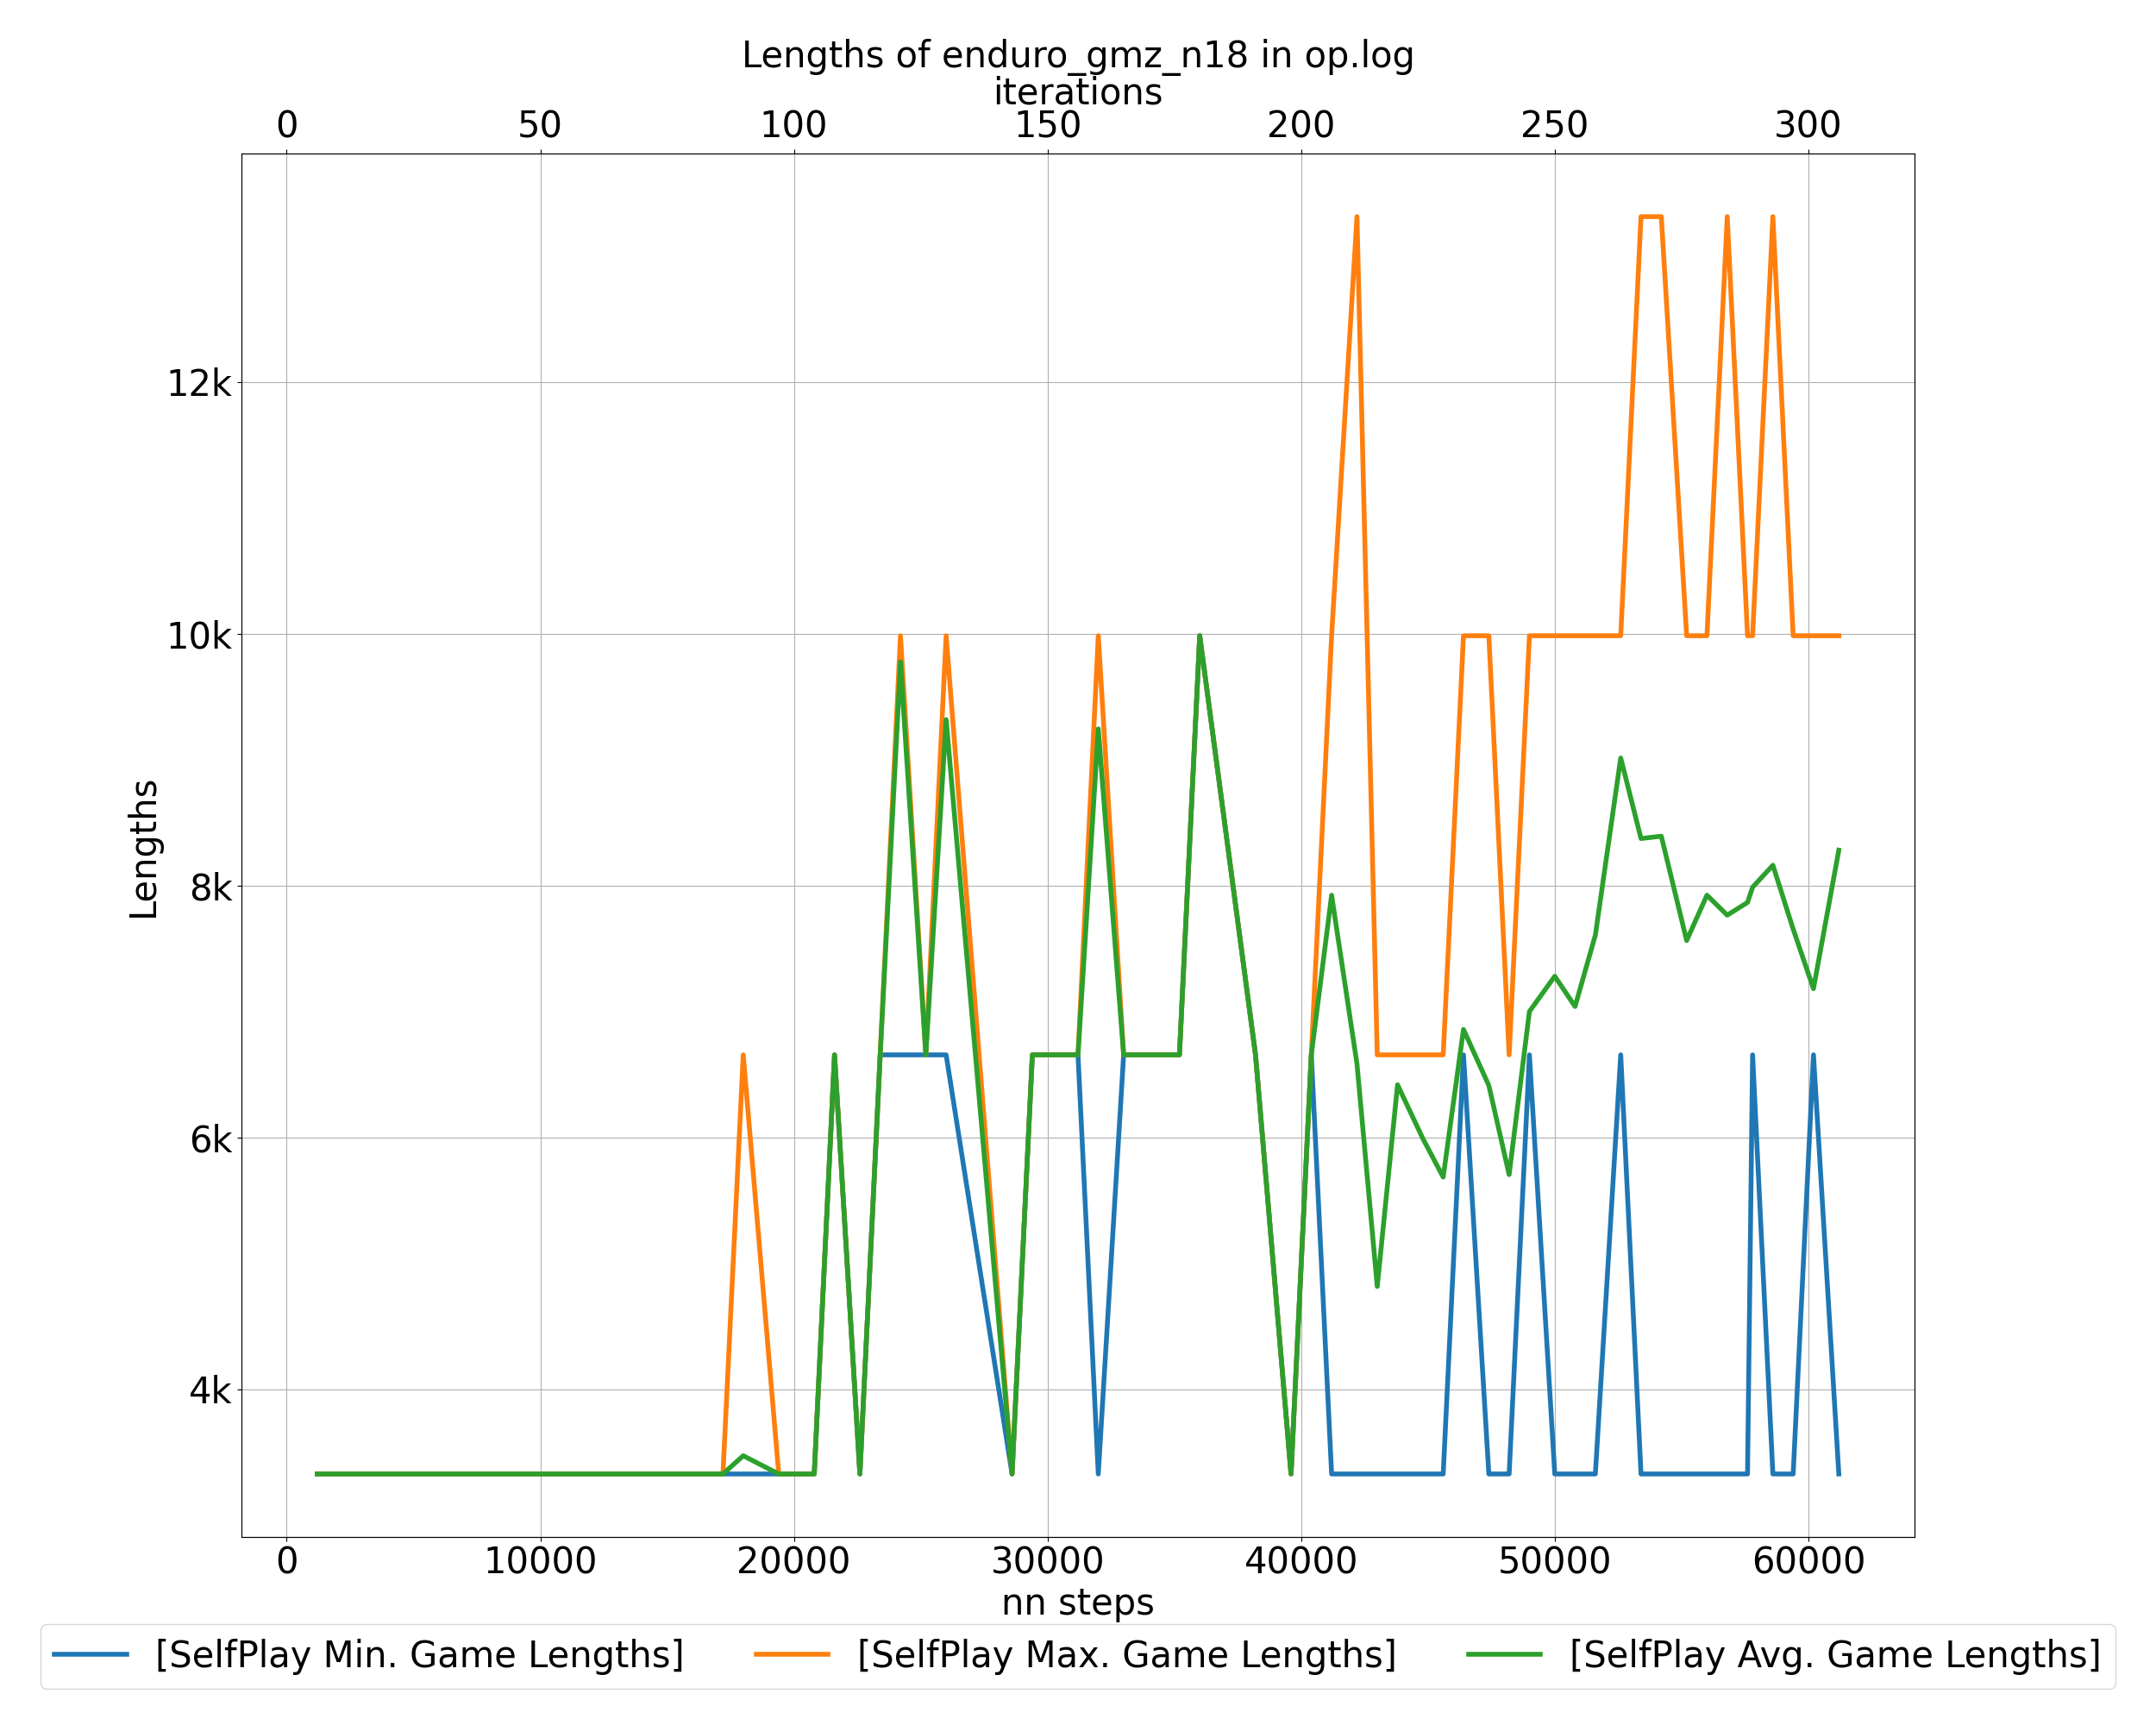 Lengths of enduro_gmz_n18 in op.log
iterations
0 50 100 150 200 250 300
12k
10k
8k
6k
4k
Lengths
0 10000 20000 30000 40000 50000 60000
nn steps
[SelfPlay Min. Game Lengths] [SelfPlay Max. Game Lengths] [SelfPlay Avg. Game Lengths]